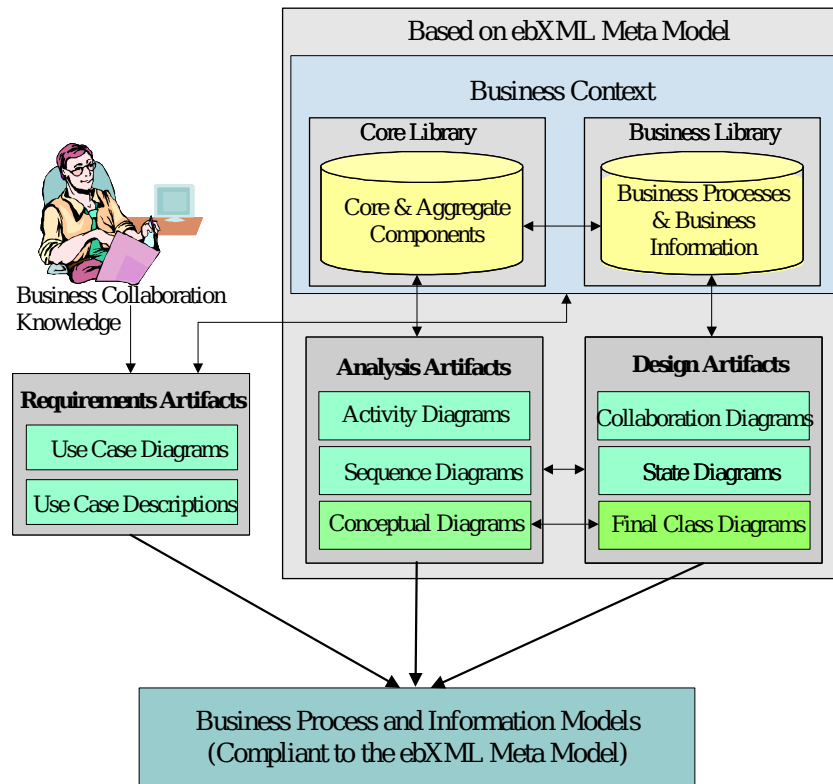 Based on ebXML Meta Model
Business Context
Core Library
Business Library
Core & Aggregate
Components
Business Processes
& Business
Information
Business Collaboration
Knowledge
Requirements Artifacts
Use Case Diagrams
Use Case Descriptions
Analysis Artifacts
Activity Diagrams
Sequence Diagrams
Conceptual Diagrams
Design Artifacts
Collaboration Diagrams
State Diagrams
Final Class Diagrams
Business Process and Information Models
(Compliant to the ebXML Meta Model)